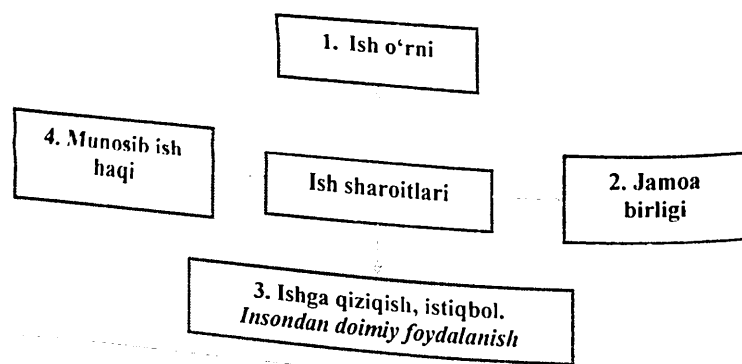 1. Ish o‘rni
4. Munosib ish
haqi
Ish sharoitlari
2. Jamoa
birligi
3. Ishga qiziqish, istiqbol.
Insondan doimiy foydalanish